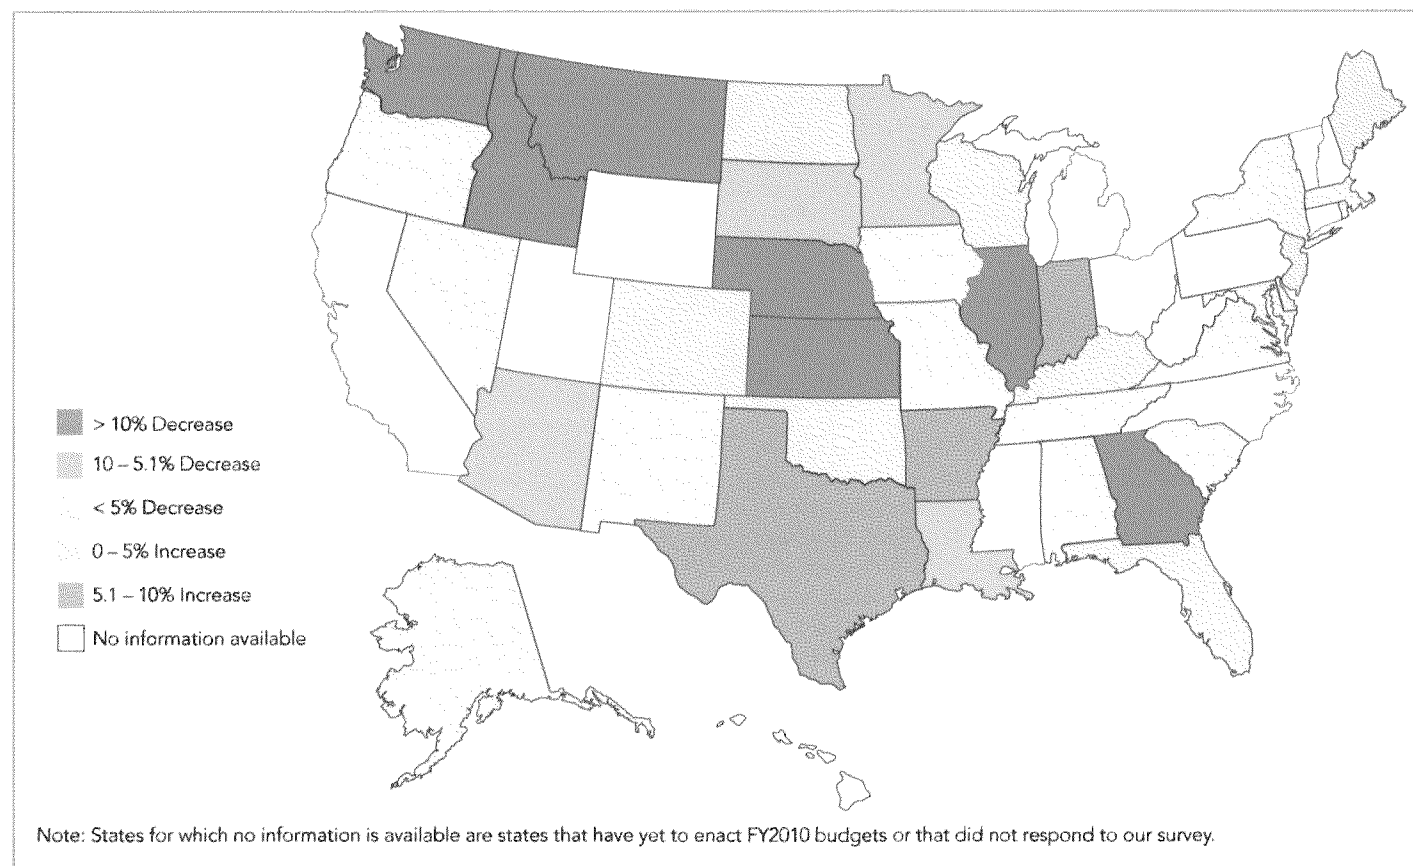 > 10% Decrease
10 – 5.1% Decrease
< 5% Decrease
0 – 5% Increase
5.1 – 10% Increase
No information available
Note: States for which no information is available are states that have yet to enact FY2010 budgets or that did not respond to our survey.